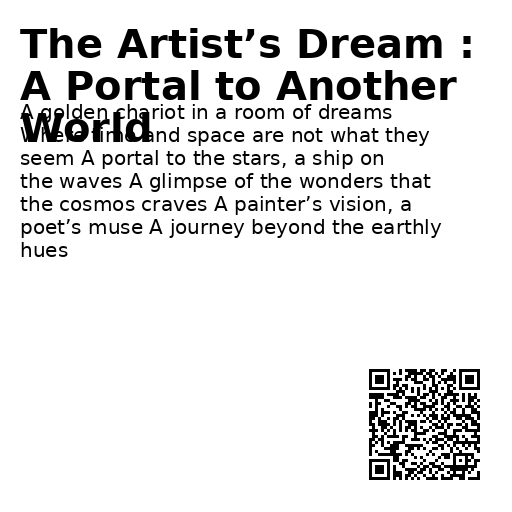 The Artist’s Dream :
A Portal to Another
World
A golden chariot in a room of dreams
Where time and space are not what they
seem A portal to the stars, a ship on
the waves A glimpse of the wonders that
the cosmos craves A painter’s vision, a
poet’s muse A journey beyond the earthly
hues